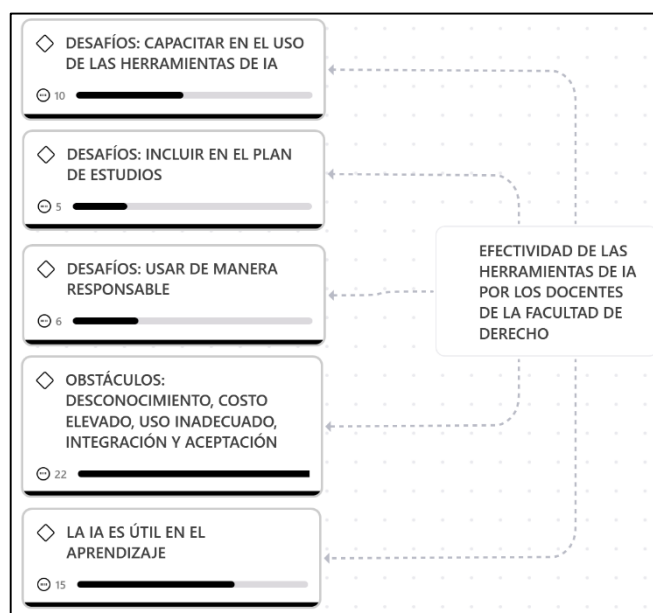 DESAFÍOS: CAPACITAR EN EL USO
DE LAS HERRAMIENTAS DE IA
10
DESAFÍOS: INCLUIR EN EL PLAN
DE ESTUDIOS
5
DESAFÍOS: USAR DE MANERA
RESPONSABLE
6
OBSTÁCULOS:
DESCONOCIMIENTO, COSTO
ELEVADO, USO INADECUADO,
INTEGRACIÓN Y ACEPTACIÓN
22
LA IA ES ÚTIL EN EL
APRENDIZAJE
15
EFECTIVIDAD DE LAS
HERRAMIENTAS DE IA
POR LOS DOCENTES
DE LA FACULTAD DE
DERECHO